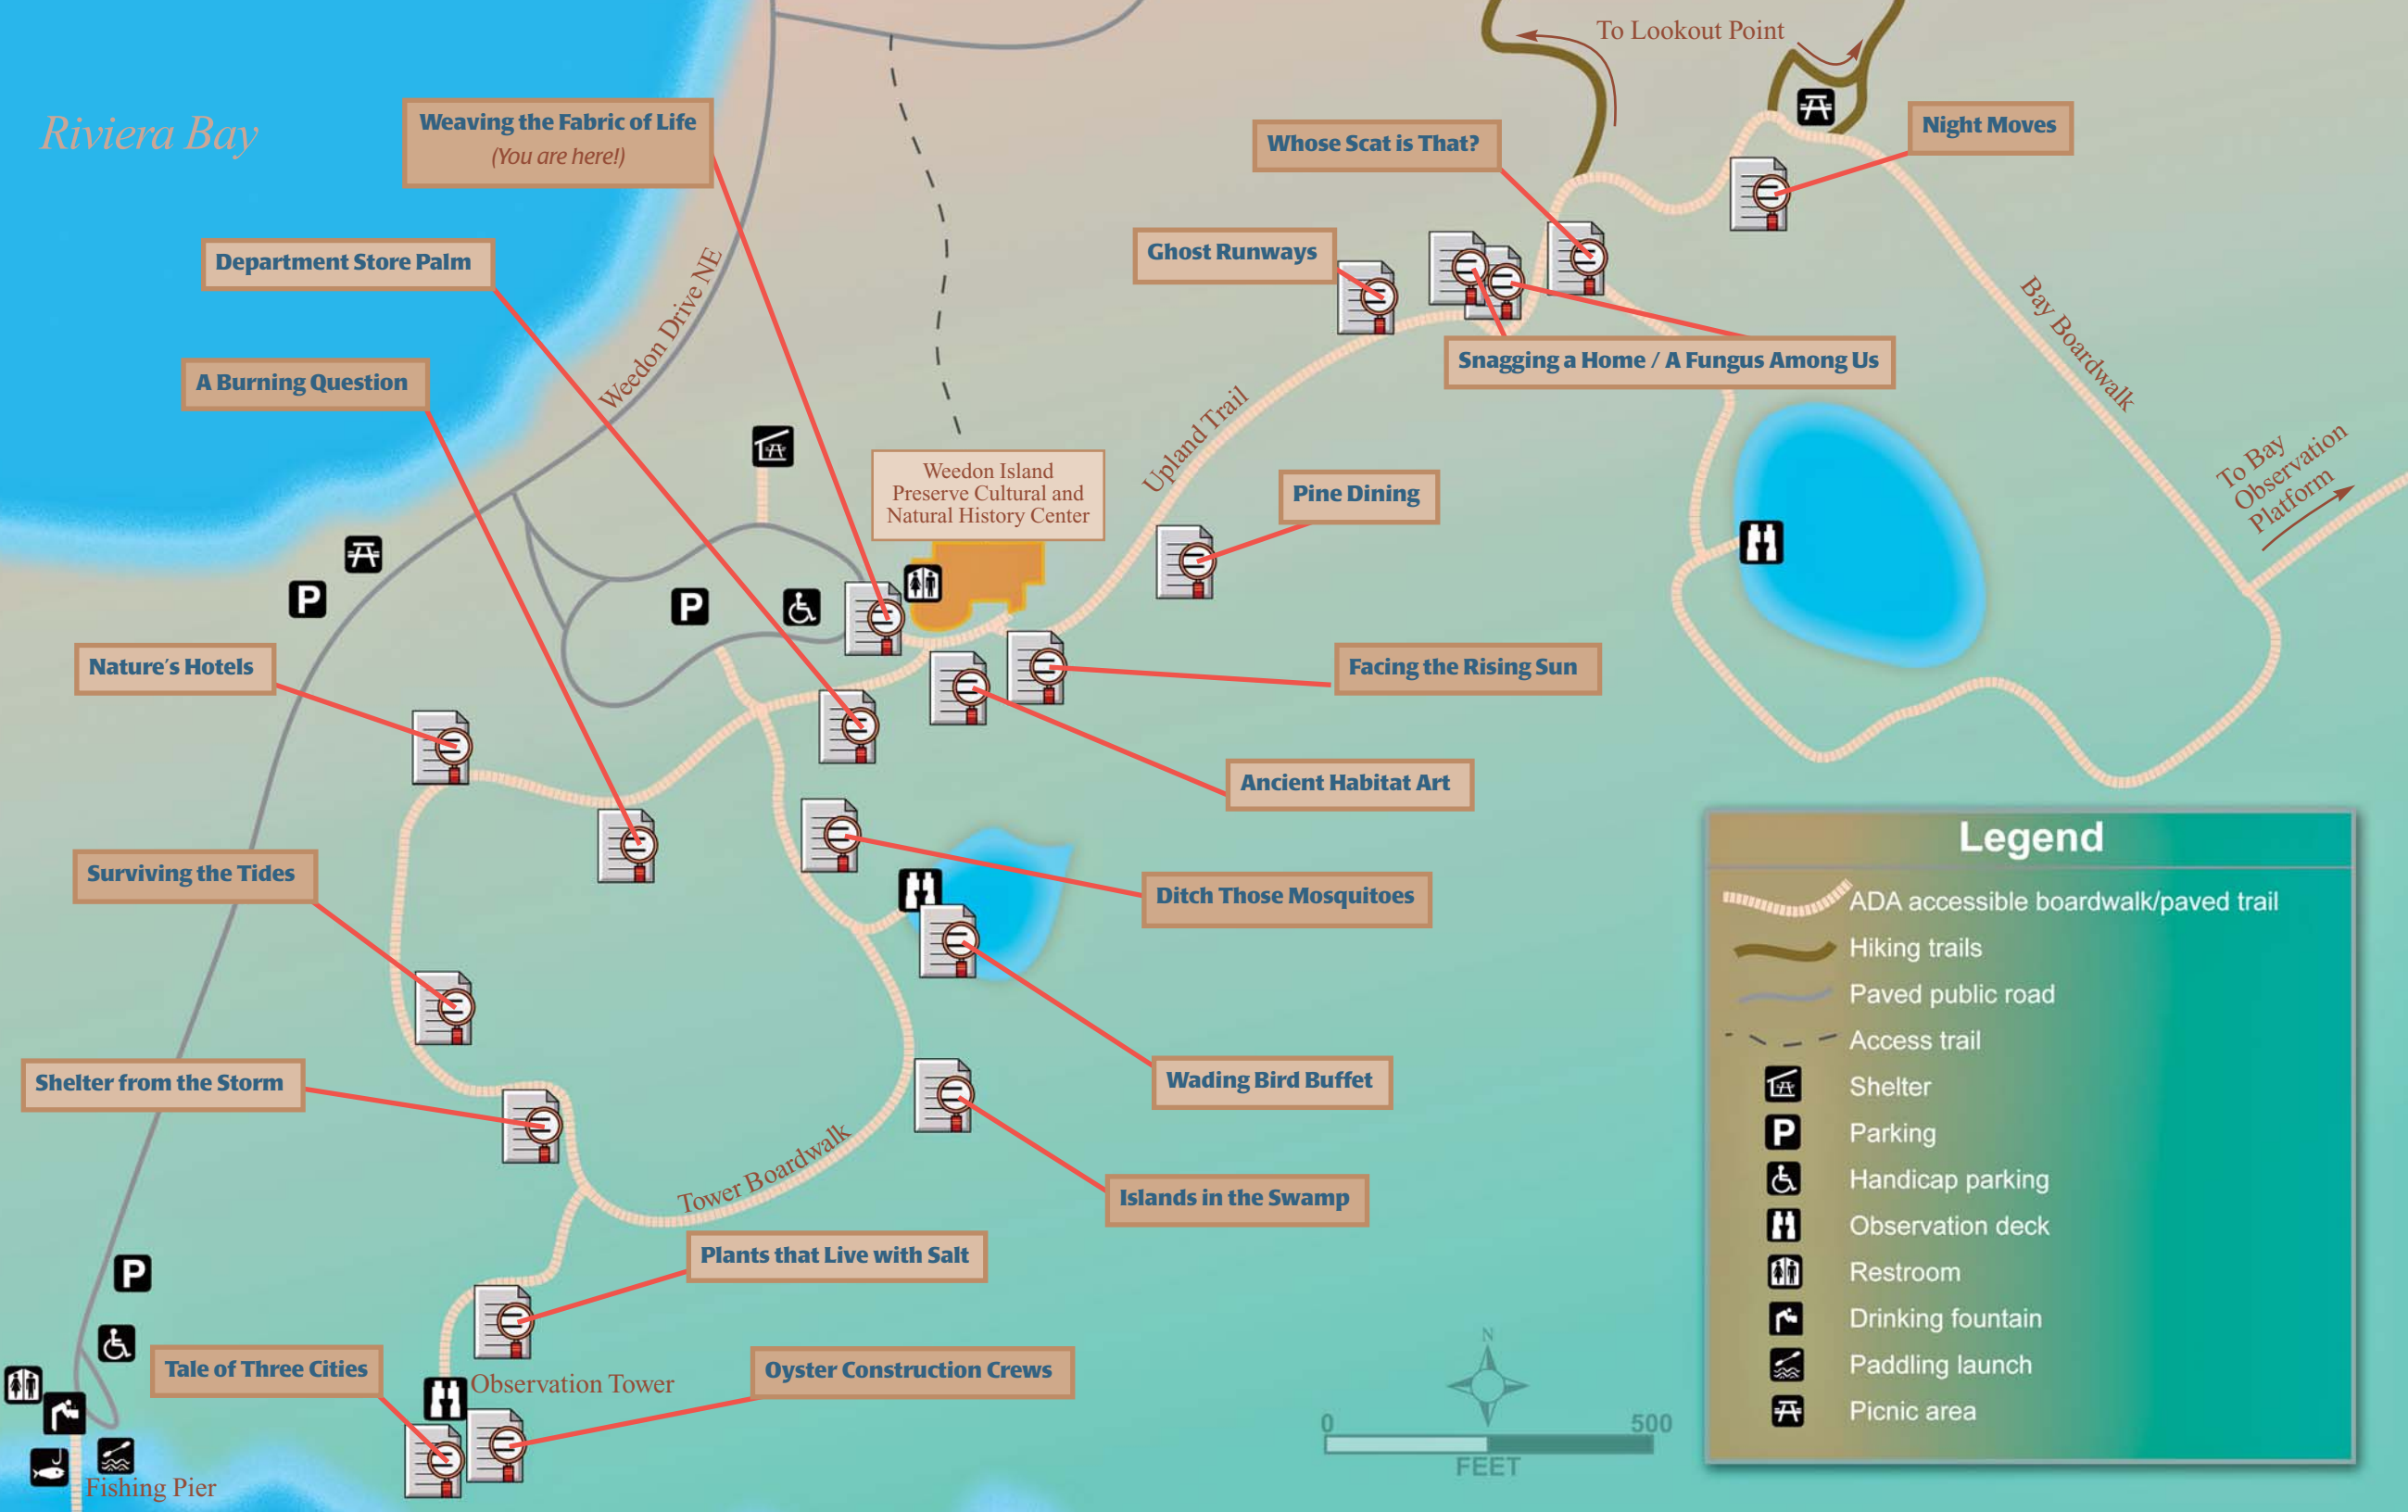 To Lookout Point
Riviera Bay
Weaving the Fabric of Life
(You are here!)
Night Moves
Whose Scat is That?
Department Store Palm
Ghost Runways
Weedon Drive NE
Bay Boardwalk
A Burning Question
Snagging a Home / A Fungus Among Us
Upland Trail
Weedon Island
Preserve Cultural and
Natural History Center
To Bay
Observation
Platform
Pine Dining
P
P
Nature's Hotels
Facing the Rising Sun
Ancient Habitat Art
Surviving the Tides
Ditch Those Mosquitoes
Shelter from the Storm
Wading Bird Buffet
Tower Boardwalk
Islands in the Swamp
Plants that Live with Salt
P
Tale of Three Cities
Observation Tower
Oyster Construction Crews
Fishing Pier
N
0 500
FEET
Legend
ADA accessible boardwalk/paved trail
Hiking trails
Paved public road
Access trail
Shelter
P Parking
Handicap parking
Observation deck
Restroom
Drinking fountain
Paddling launch
Picnic area